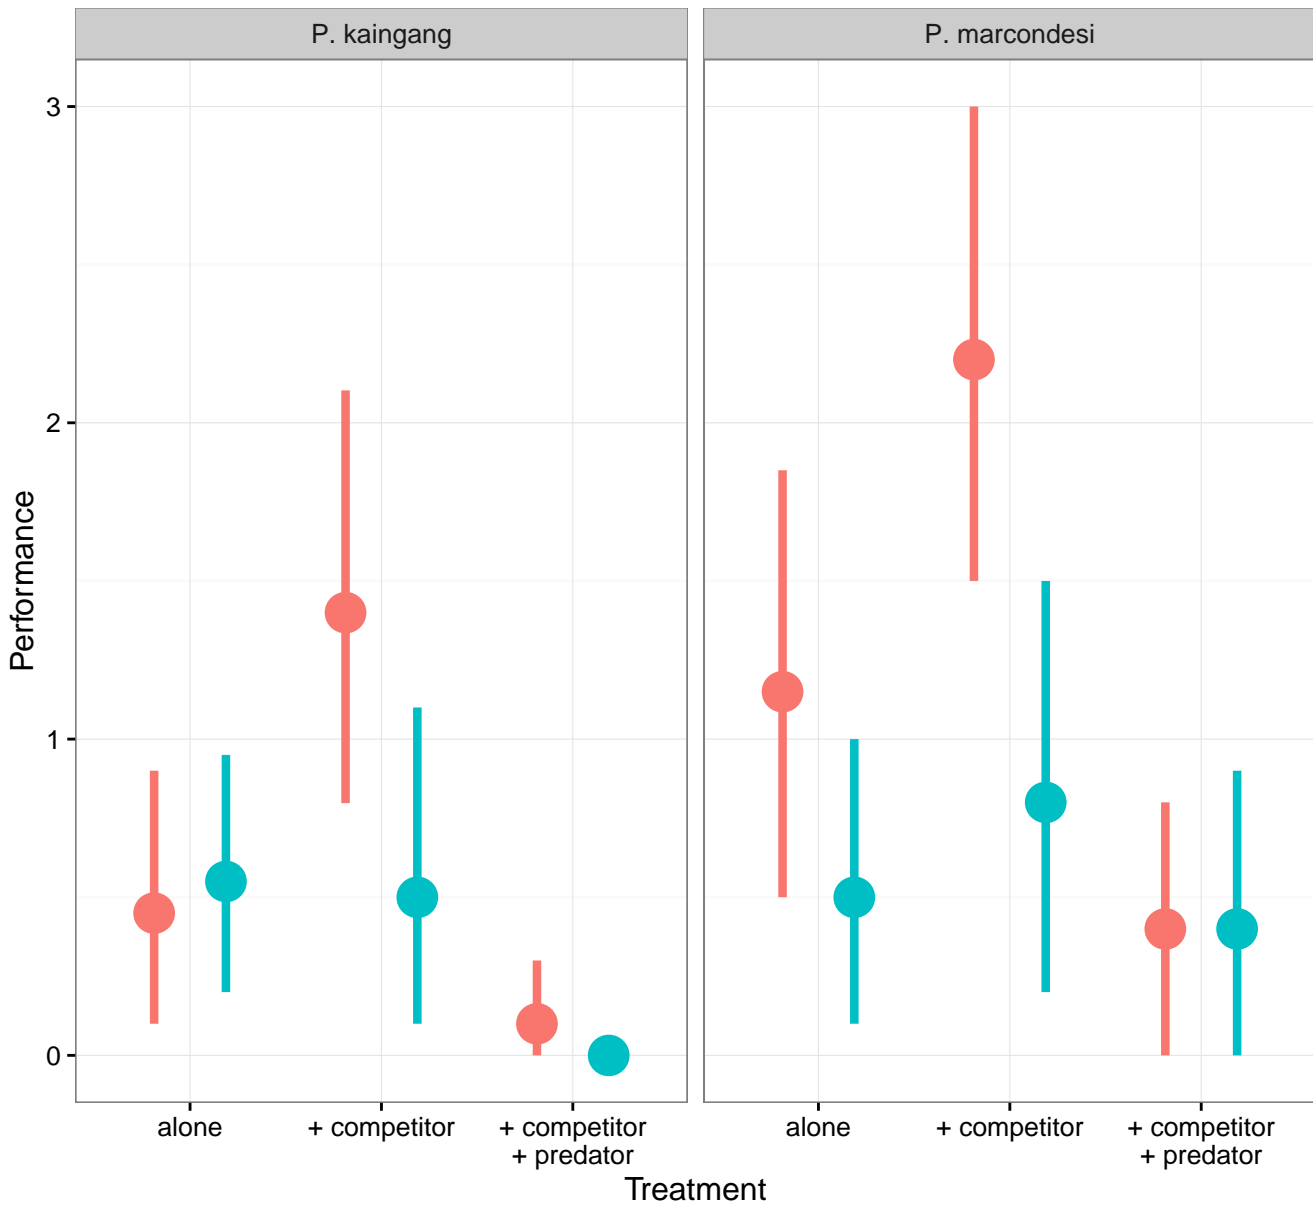 P. kaingang
P. marcondesi
Performance
3
2
1
0
alone
+ competitor
+ competitor
+ predator
alone
+ competitor
+ competitor
+ predator
Treatment